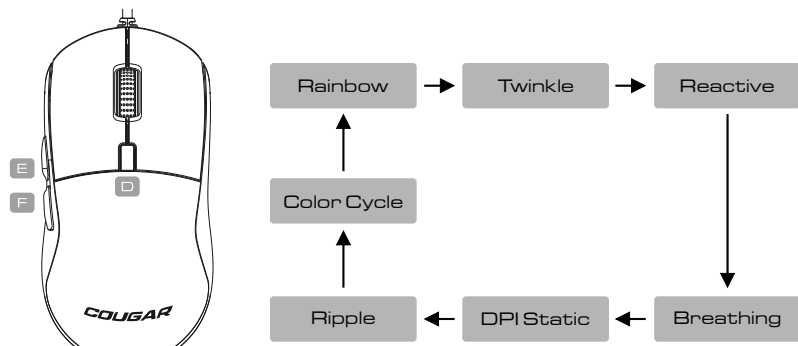 Rainbow
Twinkle
Reactive
E
F
D
Color Cycle
COUGAR
Ripple
DPI Static
Breathing